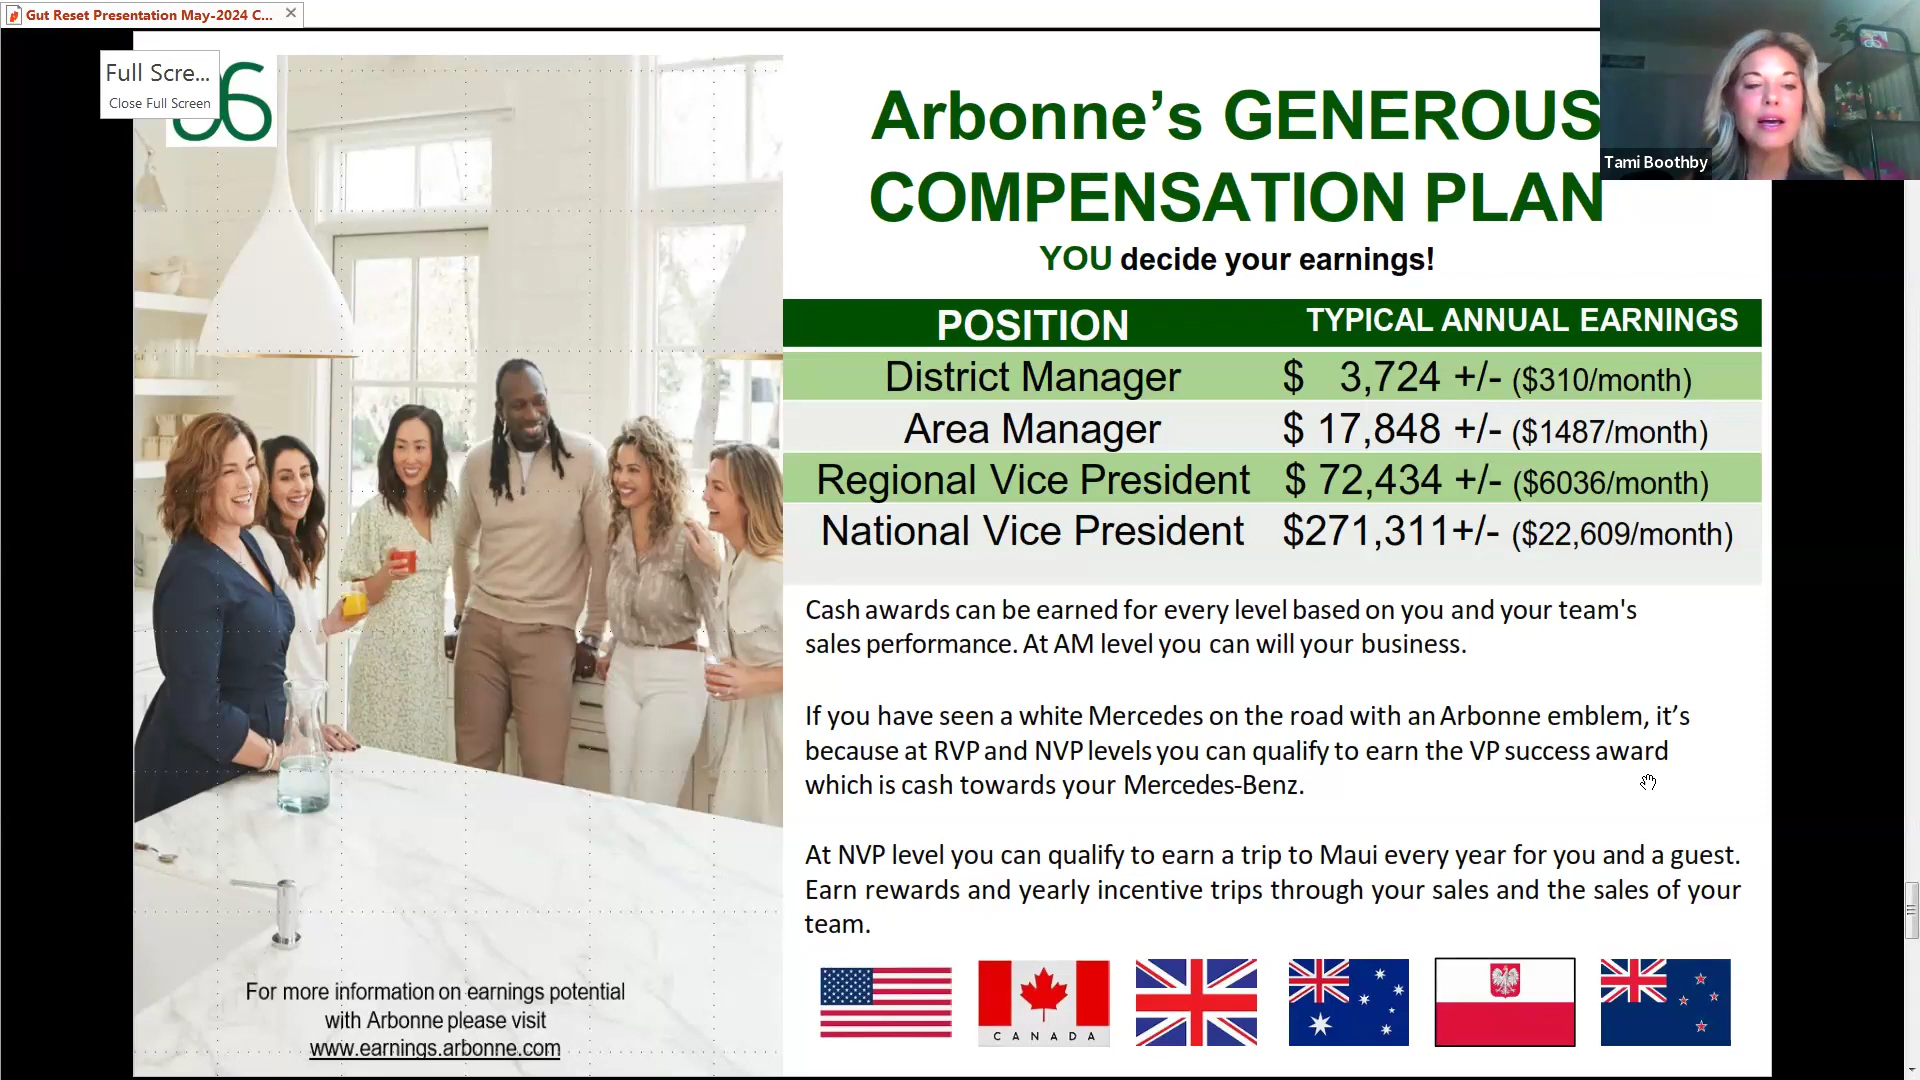 Gut Reset Presentation May-2024 C...
Full Scre...
Close Full Screen
6
Arbonne’s GENEROUS
COMPENSATION PLAN
YOU decide your earnings!
Tami Boothby
POSITION TYPICAL ANNUAL EARNINGS
District Manager $ 3,724 +/- ($310/month)
Area Manager $ 17,848 +/- ($1487/month)
Regional Vice President $ 72,434 +/- ($6036/month)
National Vice President $271,311+/- ($22,609/month)
Cash awards can be earned for every level based on you and your team's
sales performance. At AM level you can will your business.
If you have seen a white Mercedes on the road with an Arbonne emblem, it’s
because at RVP and NVP levels you can qualify to earn the VP success award
which is cash towards your Mercedes-Benz.
At NVP level you can qualify to earn a trip to Maui every year for you and a guest.
Earn rewards and yearly incentive trips through your sales and the sales of your
team.
For more information on earnings potential
with Arbonne please visit
www.earnings.arbonne.com
CANADA